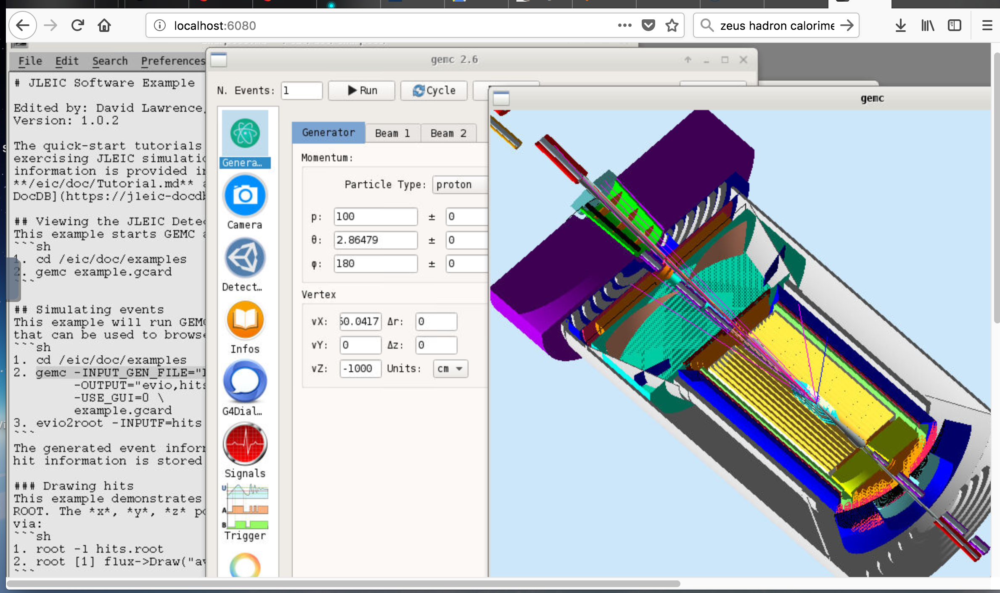 localhost:6080
zeus hadron calorime
File Edit Search Preferences
# JLEIC Software Example
Edited by: David Lawrence,
Version: 1.0.2
The quick-start tutorials
exercising JLEIC simulatic
information is provided in
**/eic/doc/Tutorial.md** a
DocDB](https://jleic-docdb
## Viewing the JLEIC Detec
This example starts GEMC a
```sh
1. cd /eic/doc/examples
2. gemc example.gcard
```
## Simulating events
This example will run GEMC
that can be used to browse
```sh
1. cd /eic/doc/examples
2. gemc -INPUT_GEN_FILE="l
-OUTPUT="evio,hits
-USE_GUI=0 \
example.gcard
3. evio2root -INPUTF=hits
```
The generated event inform
hit information is stored
### Drawing hits
This example demonstrates
ROOT. The *x*, *y*, *z* po
via:
```sh
1. root -l hits.root
2. root [1] flux->Draw("av
```
gemc 2.6
N. Events: 1 Run Cycle
Genera…
Camera
Detect…
Infos
G4Dial…
Signals
U
A
B
Trigger
Generator Beam 1 Beam 2
Momentum:
Particle Type: proton
p: 100 ± 0
θ: 2.86479 ± 0
φ: 180 ± 0
Vertex
vX: 50.0417 Δr: 0
vY: 0 Δz: 0
vZ: -1000 Units: cm
gemc